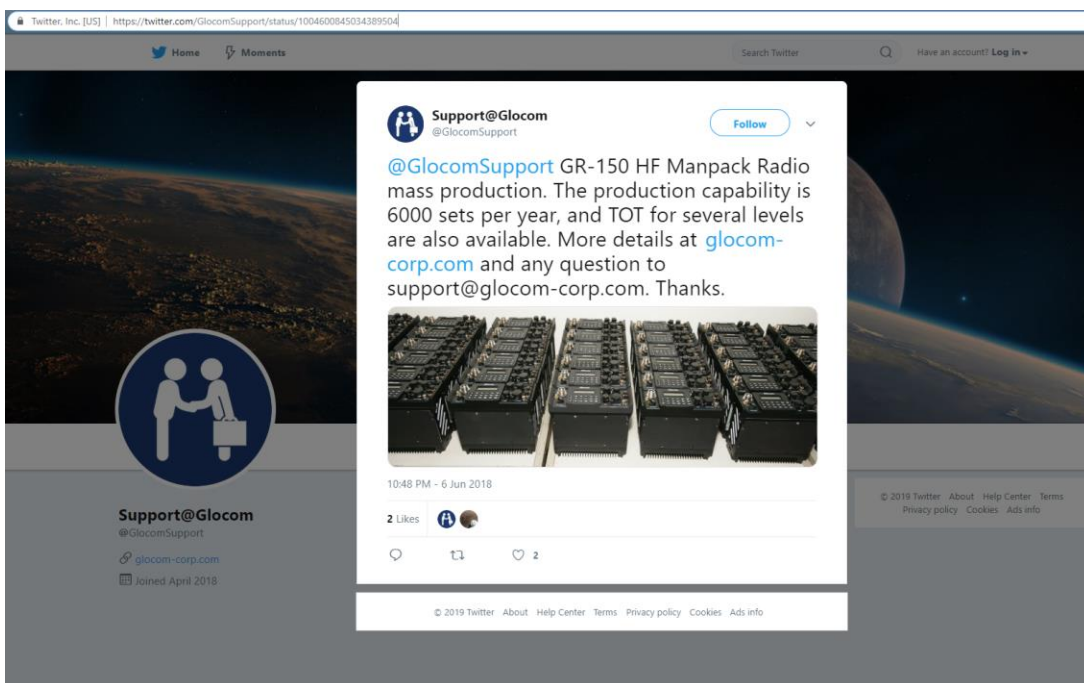 Twitter, Inc. [US] | https://twitter.com/GlocomSupport/status/1004600845034389504
Home Moments Search Twitter Have an account? Log in
Support@Glocom
@GlocomSupport
Follow
@GlocomSupport GR-150 HF Manpack Radio
mass production. The production capability is
6000 sets per year, and TOT for several levels
are also available. More details at glocom-
corp.com and any question to
support@glocom-corp.com. Thanks.
10:48 PM - 6 Jun 2018
2 Likes
2
© 2019 Twitter About Help Center Terms Privacy policy Cookies Ads info
Support@Glocom
@GlocomSupport
glocom-corp.com
Joined April 2018
© 2019 Twitter About Help Center Terms
Privacy policy Cookies Ads info